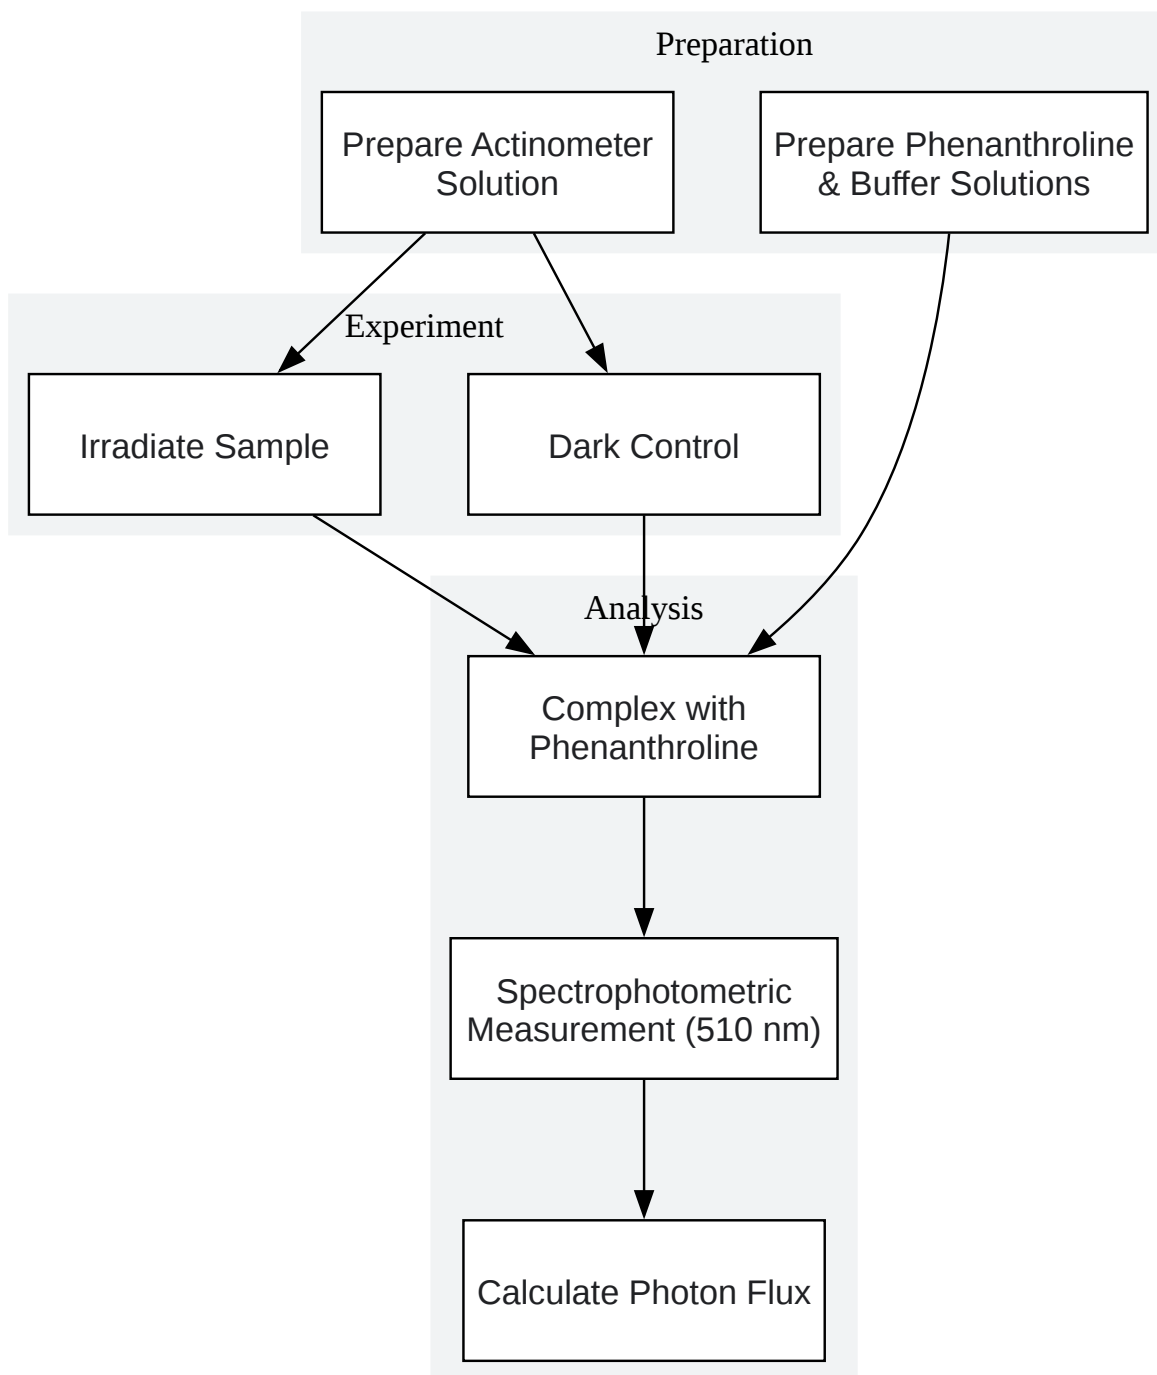 Preparation
Prepare Actinometer
Solution
Prepare Phenanthroline
& Buffer Solutions
Experiment
Irradiate Sample
Dark Control
Analysis
Complex with
Phenanthroline
Spectrophotometric
Measurement (510 nm)
Calculate Photon Flux